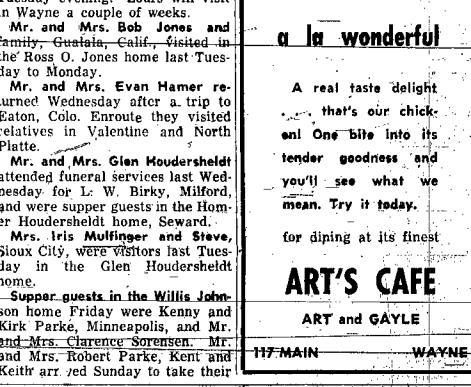 Tuesday evening. Louis will visit
in Wayne a couple of weeks.
Mr. and Mrs. Bob Jones and
family, Gualala, Calif., visited in
the Ross O. Jones home last Tues-
day to Monday.
Mr. and Mrs. Evan Hamer re-
turned Wednesday after a trip to
Eaton, Colo. Enroute they visited
relatives in Valentine and North
Platte.
Mr. and Mrs. Glen Houdersheldt
attended funeral services last Wed-
nesday for L. W. Birky, Milford,
and were supper guests in the Hom-
er Houdersheldt home, Seward.
Mrs. Iris Mulfinger and Steve,
Sioux City, were visitors last Tues-
day in the Glen Houdersheldt
home.
Supper guests in the Willis John-
son home Friday were Kenny and
Kirk Parke, Minneapolis, and Mr.
and Mrs. Clarence Sorensen. Mr.
and Mrs. Robert Parke, Kent and
Keith arr ed Sunday to take their
a la wonderful
A real taste delight
... that's our chick-
en! One bite into its
tender goodness and
you'll see what we
mean. Try it today.
for dining at its finest
ART'S CAFE
ART and GAYLE
117 MAIN WAYNE